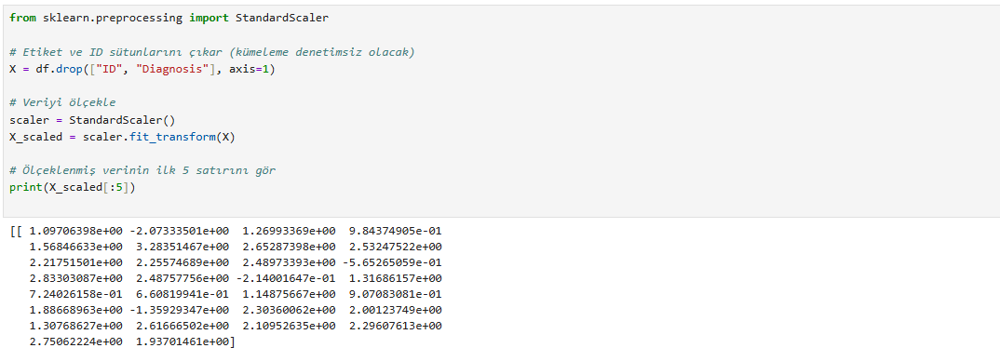 from sklearn.preprocessing import StandardScaler
# Etiket ve ID sütunlarını çıkar (kümeleme denetimsiz olacak)
X = df.drop(["ID", "Diagnosis"], axis=1)
# Veriyi ölçekle
scaler = StandardScaler()
X_scaled = scaler.fit_transform(X)
# Ölçeklenmiş verinin ilk 5 satırını gör
print(X_scaled[:5])
[[ 1.09706398e+00 -2.07333501e+00  1.26993369e+00  9.84374905e-01
   1.56846633e+00  3.28351467e+00  2.65287398e+00  2.53247522e+00
   2.21751501e+00  2.25574689e+00  2.48973393e+00 -5.65265059e-01
   2.83303087e+00  2.48757756e+00 -2.14001647e-01  1.31686157e+00
   7.24026158e-01  6.60819941e-01  1.14875667e+00  9.07083081e-01
   1.88668963e+00 -1.35929347e+00  2.30360062e+00  2.00123749e+00
   1.30768627e+00  2.61666502e+00  2.10952635e+00  2.29607613e+00
   2.75062224e+00  1.93701461e+00]